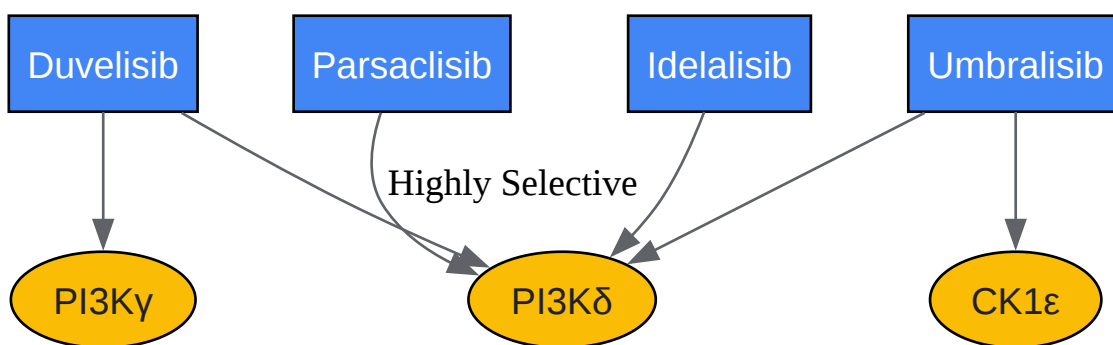 Duvelisib
Parsaclisib
Idelalisib
Umbralisib
Highly Selective
PI3Kγ
PI3Kδ
CK1ε